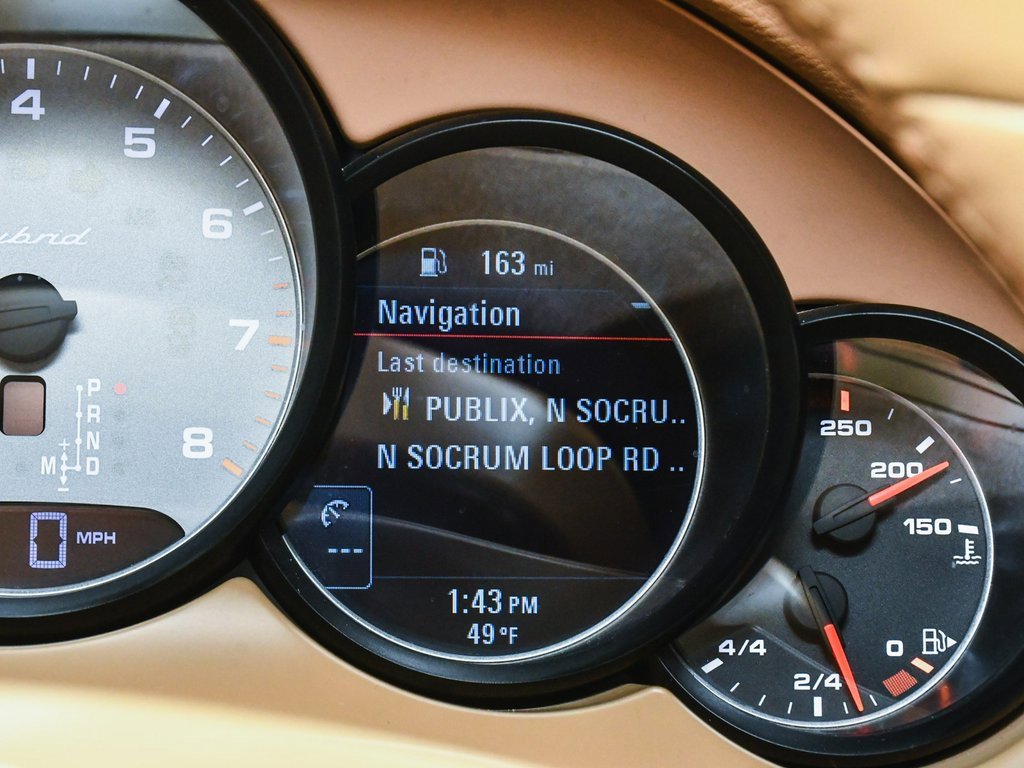 4
5
6
7
8
P
R
N
D
+
M
-
0 MPH
163 mi
Navigation
Last destination
PUBLIX, N SOCRU..
N SOCRUM LOOP RD ..
---
1:43 PM
49 °F
250
200
150
4/4
2/4
0